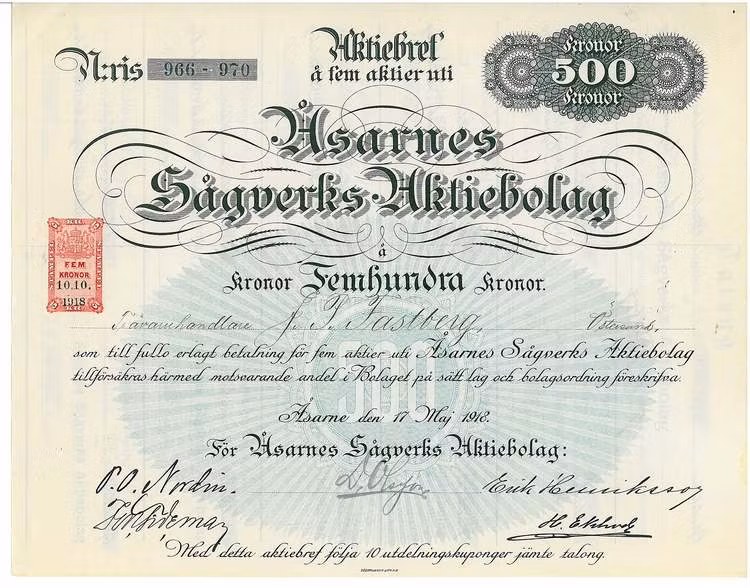 Aktiebref
N:ris 966 - 970
å fem aktier uti
Kronor
500
Kronor
Åsarnes
Sågverks-Aktiebolag
å
Kronor Femhundra Kronor.
FEM
KRONOR
10.10.
1918
J. P. Fastberg, Östersund.
som till fullo erlagt betalning för fem aktier uti Åsarnes Sågverks Aktiebolag
tillförsäkras härmed motsvarande andel i Bolaget på sätt lag och bolagsordning föreskrifva.
500
Åsarne den 17 Maj 1918.
För Åsarnes Sågverks Aktiebolag:
P. O. Nordin. Erik Henriksson
Med detta aktiebref följa 10 utdelningskuponger jämte talong.